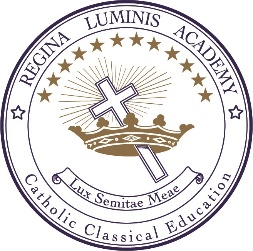 REGINA LUMINIS ACADEMY
Lux Semitae Meae
Catholic Classical Education